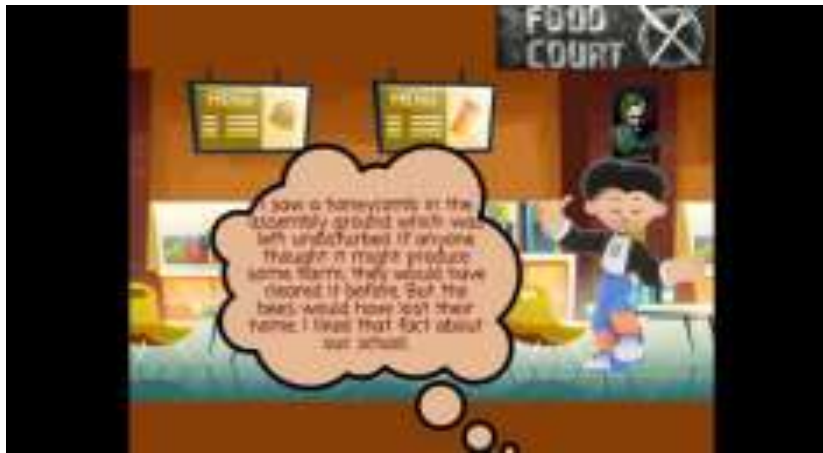 FOOD
COURT
MENU
MENU
I saw a honeycomb in the
assembly ground which was
left undisturbed. If anyone
thought it might produce
some harm, they would have
cleared it before. But the
bees would have lost their
home. I liked that fact about
our school.